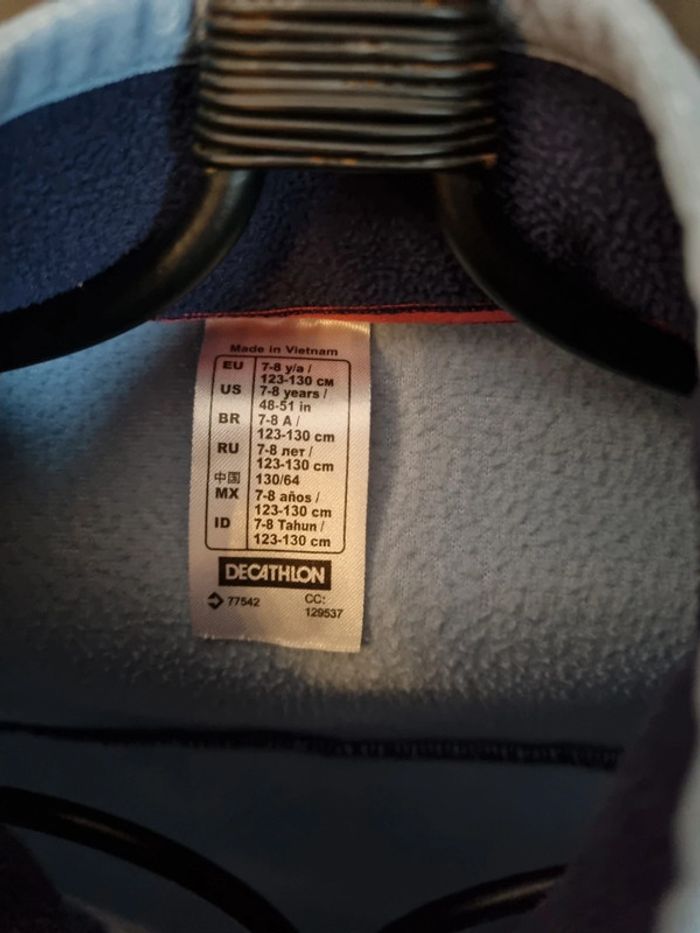 Made in Vietnam
EU 7-8 y/a /
123-130 см
US 7-8 years /
48-51 in
BR 7-8 A /
123-130 cm
RU 7-8 лет /
123-130 cm
中国 130/64
MX 7-8 años /
123-130 cm
ID 7-8 Tahun /
123-130 cm
DECATHLON
77542 CC:
129537